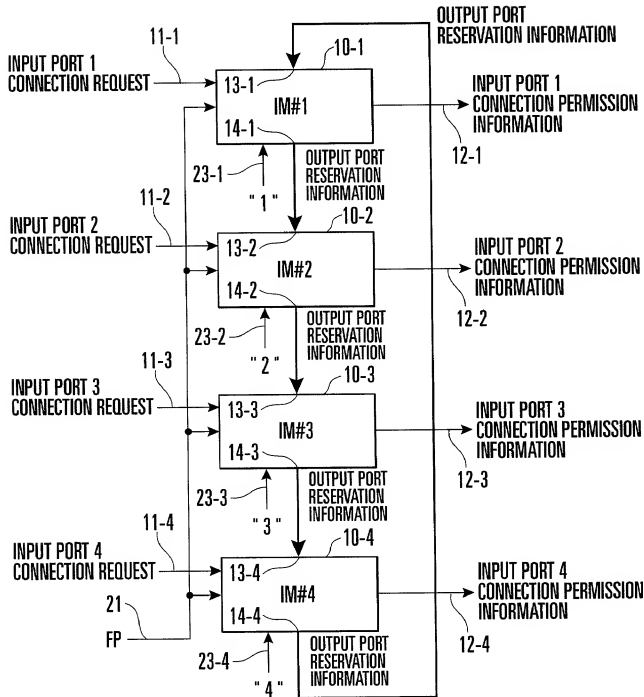 OUTPUT PORT
RESERVATION INFORMATION
11-1
10-1
INPUT PORT 1
CONNECTION REQUEST
13-1
IM#1
14-1
INPUT PORT 1
CONNECTION PERMISSION
INFORMATION
12-1
23-1
"1"
OUTPUT PORT
RESERVATION
INFORMATION
11-2
10-2
INPUT PORT 2
CONNECTION REQUEST
13-2
IM#2
14-2
INPUT PORT 2
CONNECTION PERMISSION
INFORMATION
12-2
23-2
"2"
OUTPUT PORT
RESERVATION
INFORMATION
11-3
10-3
INPUT PORT 3
CONNECTION REQUEST
13-3
IM#3
14-3
INPUT PORT 3
CONNECTION PERMISSION
INFORMATION
12-3
23-3
"3"
OUTPUT PORT
RESERVATION
INFORMATION
11-4
10-4
INPUT PORT 4
CONNECTION REQUEST
13-4
IM#4
14-4
INPUT PORT 4
CONNECTION PERMISSION
INFORMATION
12-4
21
FP
23-4
"4"
OUTPUT PORT
RESERVATION
INFORMATION